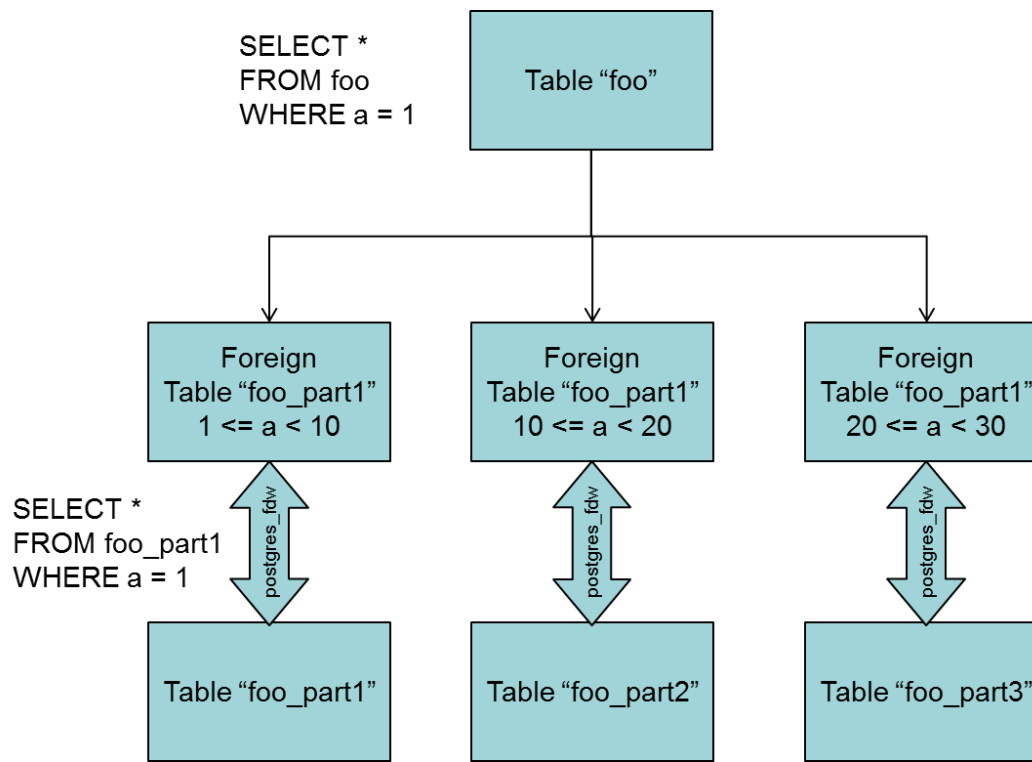 SELECT *
FROM foo
WHERE a = 1
Table “foo”
Foreign
Table “foo_part1”
1 <= a < 10
Foreign
Table “foo_part1”
10 <= a < 20
Foreign
Table “foo_part1”
20 <= a < 30
SELECT *
FROM foo_part1
WHERE a = 1
postgres_fdw
postgres_fdw
postgres_fdw
Table “foo_part1”
Table “foo_part2”
Table “foo_part3”